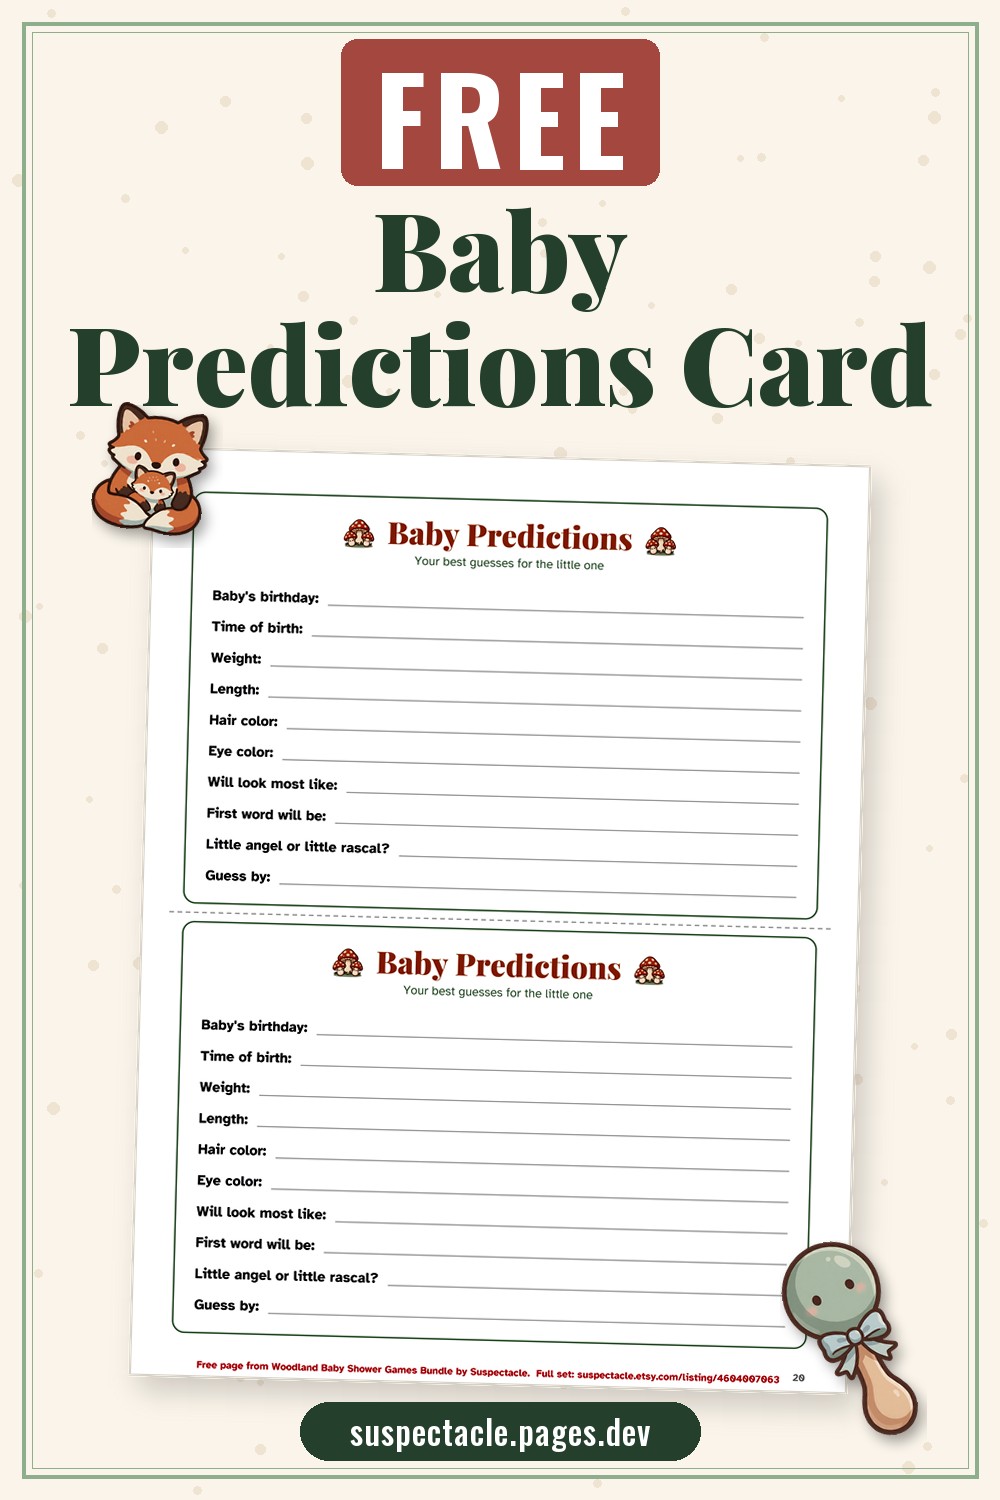 FREE
Baby
Predictions Card
Baby Predictions
Your best guesses for the little one
Baby's birthday:
Time of birth:
Weight:
Length:
Hair color:
Eye color:
Will look most like:
First word will be:
Little angel or little rascal?
Guess by:
Baby Predictions
Your best guesses for the little one
Baby's birthday:
Time of birth:
Weight:
Length:
Hair color:
Eye color:
Will look most like:
First word will be:
Little angel or little rascal?
Guess by:
Free page from Woodland Baby Shower Games Bundle by Suspectacle. Full set: suspectacle.etsy.com/listing/4604007063 20
suspectacle.pages.dev